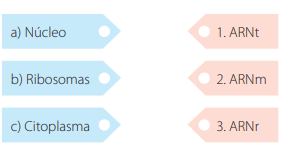 a) Núcleo
1. ARNt
b) Ribosomas
2. ARNm
c) Citoplasma
3. ARNr